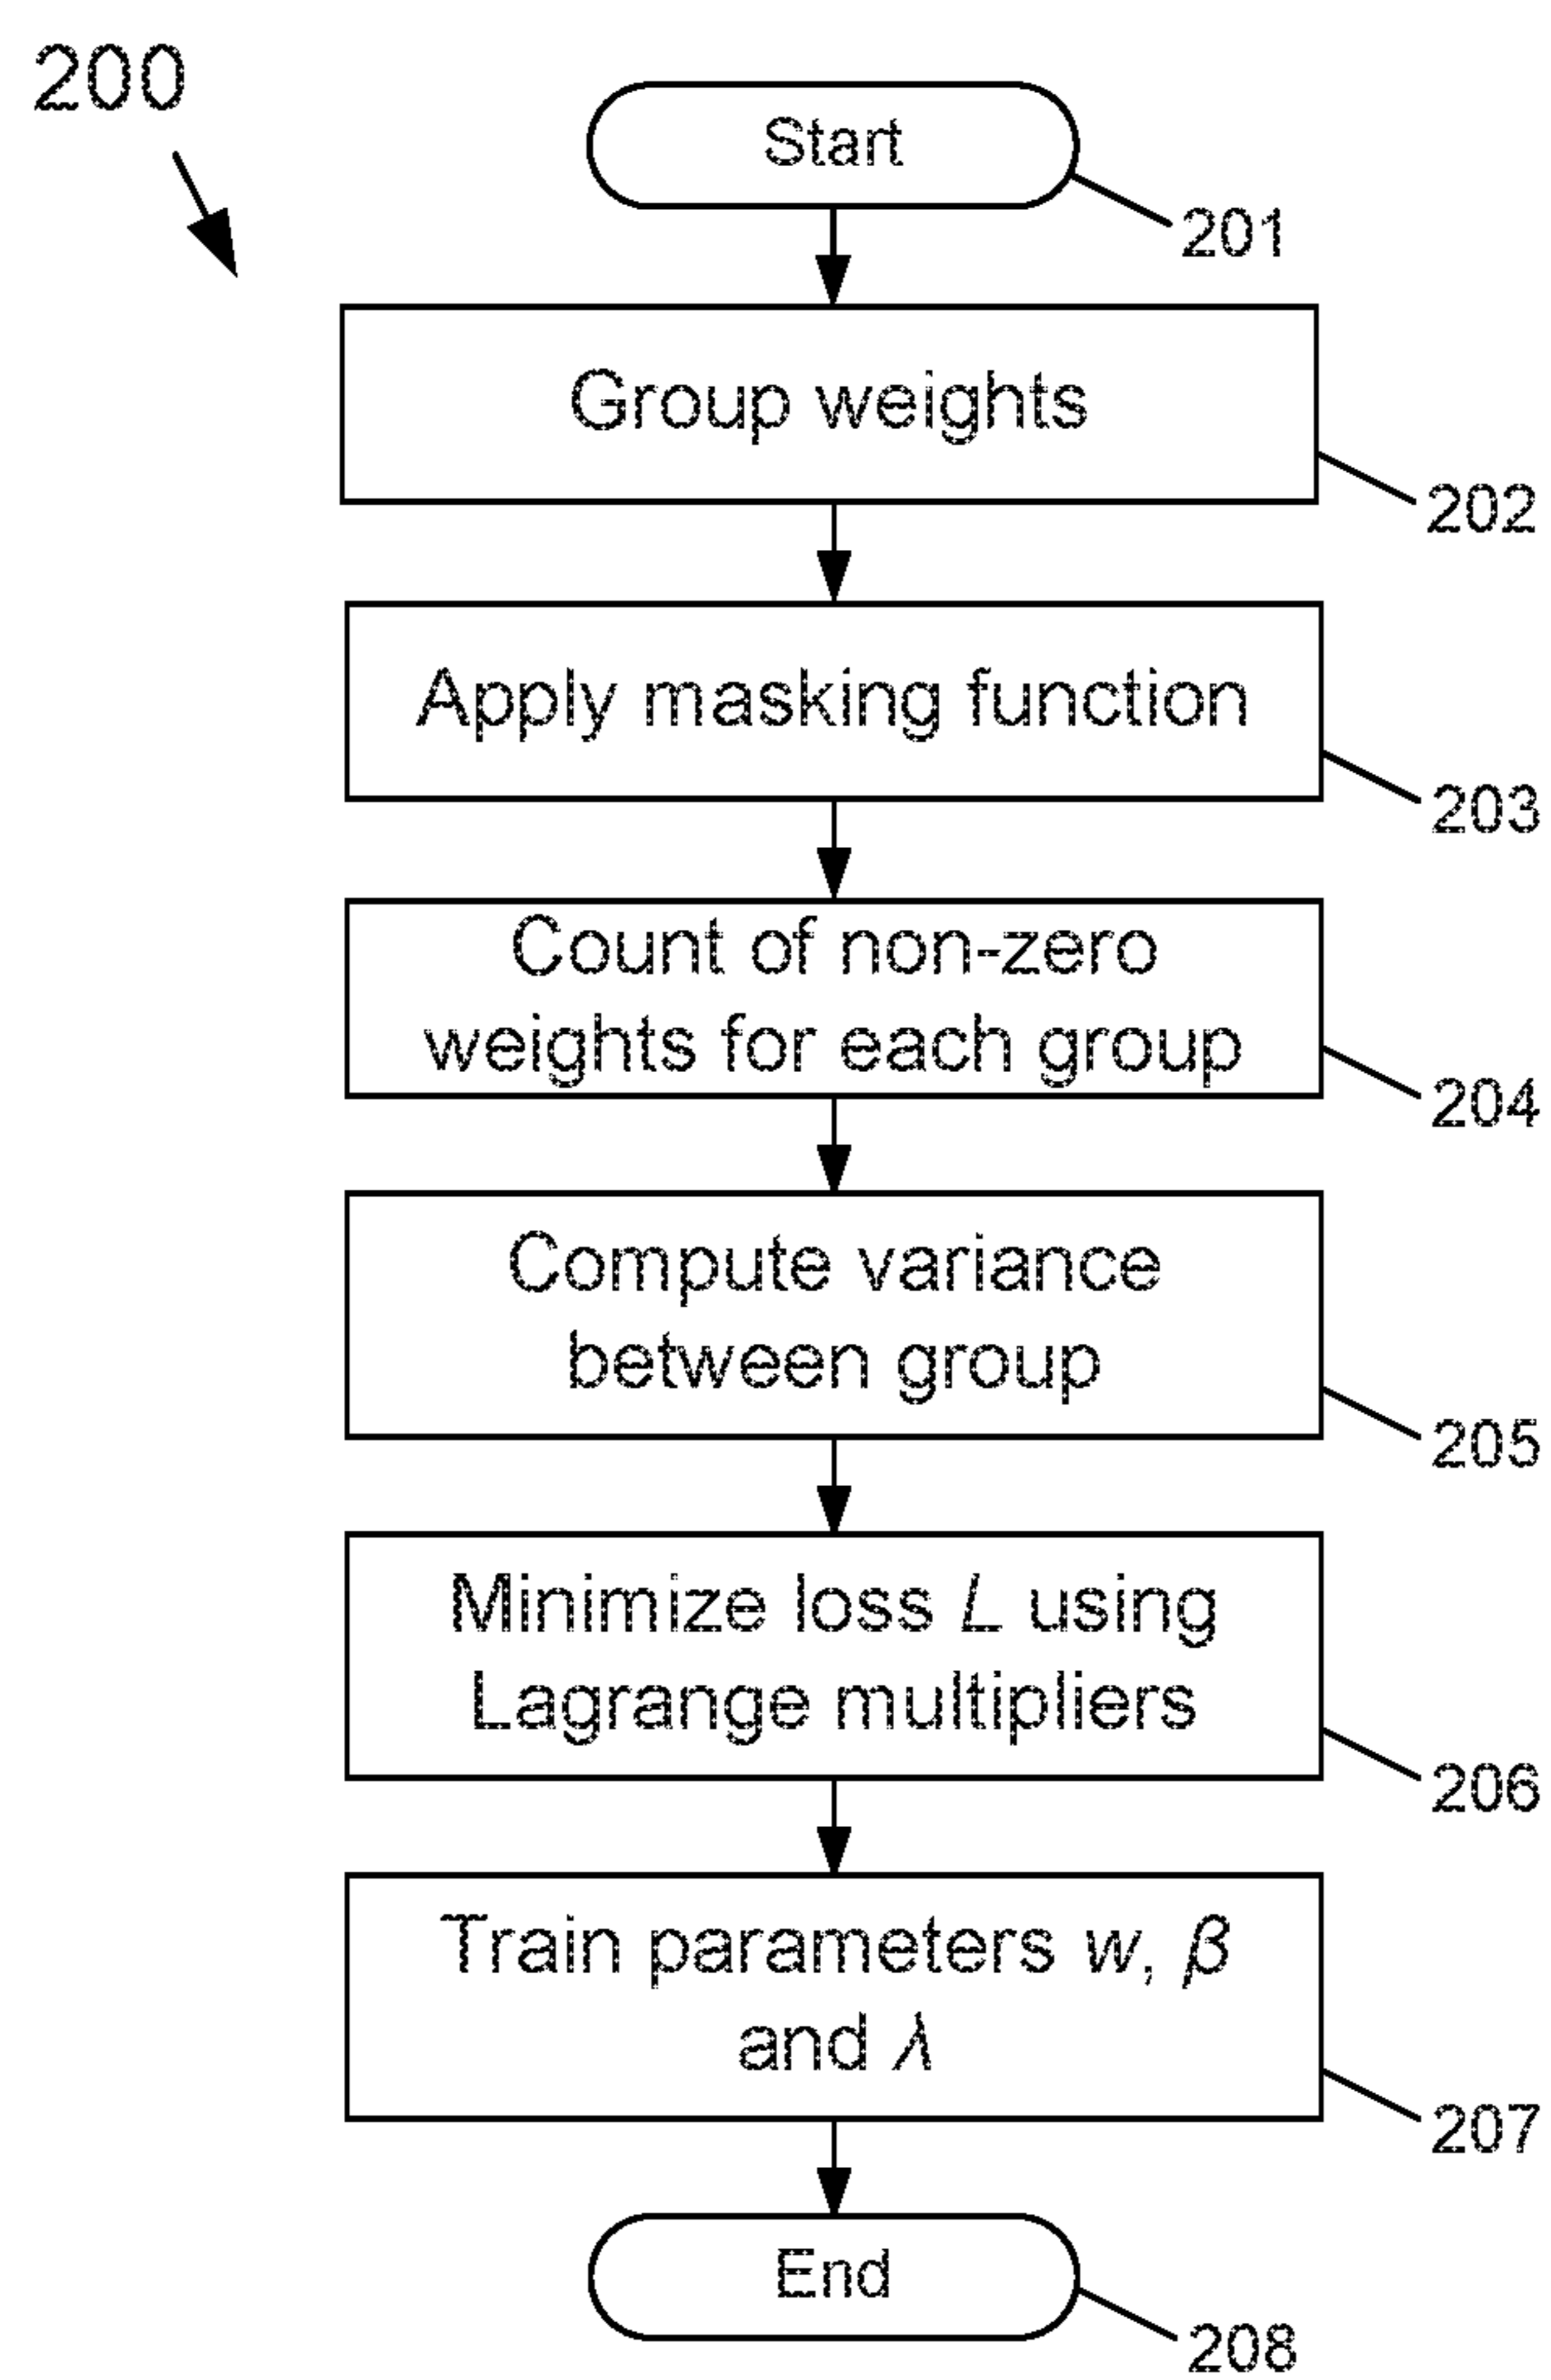 200
Start
201
Group weights
202
Apply masking function
203
Count of non-zero
weights for each group
204
Compute variance
between group
205
Minimize loss L using
Lagrange multipliers
206
Train parameters w, β
and λ
207
End
208